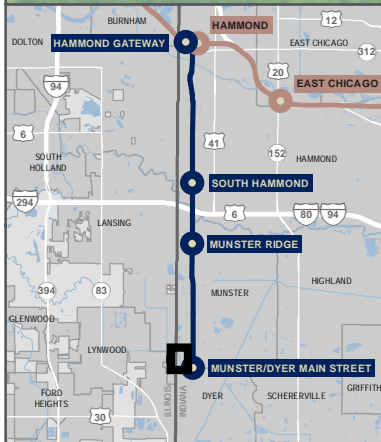 BURNHAM
HAMMOND
12
DOLTON
HAMMOND GATEWAY
EAST CHICAGO
312
20
94
EAST CHICAGO
6
41
SOUTH
HOLLAND
152
HAMMOND
SOUTH HAMMOND
294
6
80
94
LANSING
MUNSTER RIDGE
HIGHLAND
394
83
MUNSTER
GLENWOOD
LYNWOOD
MUNSTER/DYER MAIN STREET
ILLINOIS
INDIANA
FORD
HEIGHTS
DYER
SCHERERVILLE
GRIFFITH
30